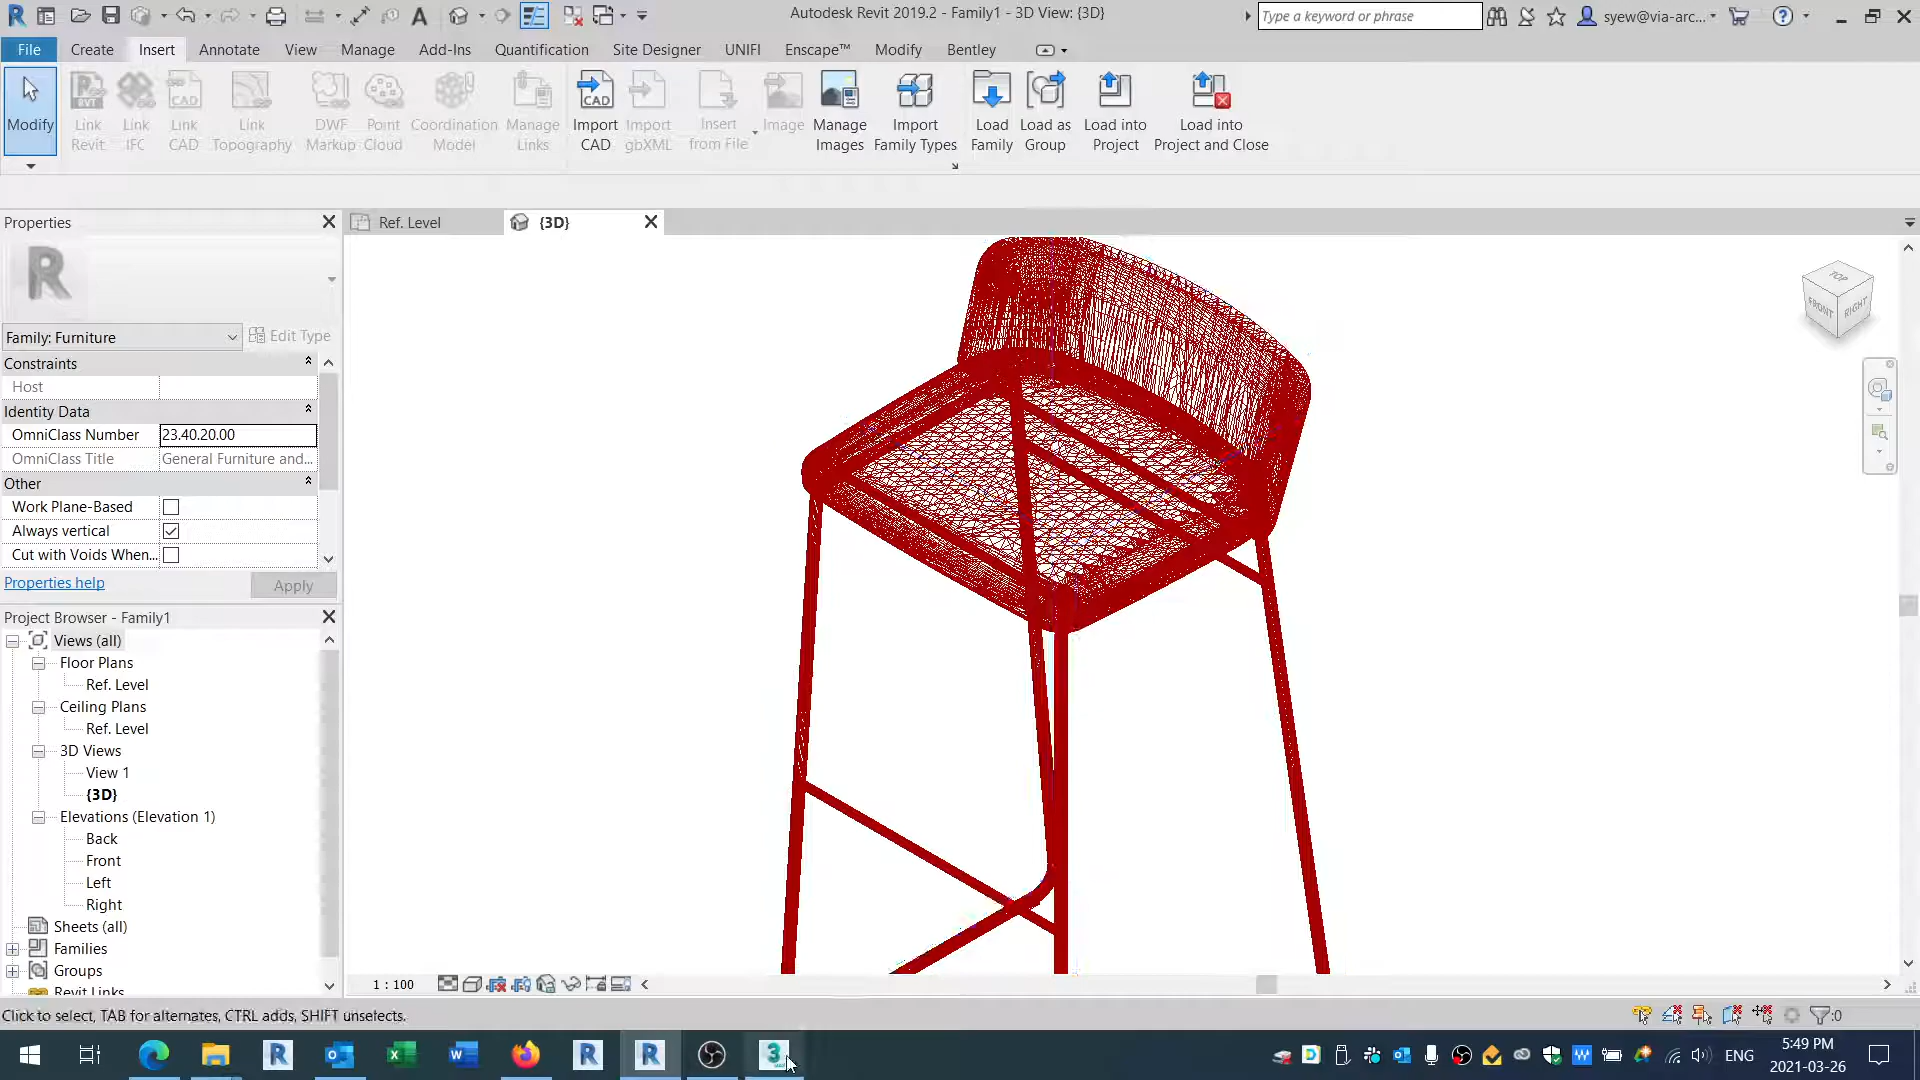 Autodesk Revit 2019.2 - Family1 - 3D View: {3D}
Type a keyword or phrase
syew@via-arc...
File Create Insert Annotate View Manage Add-Ins Quantification Site Designer UNIFI Enscape™ Modify Bentley
Modify
Link Revit
Link IFC
Link CAD
Link Topography
DWF Markup
Point Cloud
Coordination Model
Manage Links
Import CAD
Import gbXML
Insert from File
Image
Manage Images
Import Family Types
Load Family
Load as Group
Load into Project
Load into Project and Close
Properties
Ref. Level
{3D}
Family: Furniture
Edit Type
Constraints
Host
Identity Data
OmniClass Number 23.40.20.00
OmniClass Title General Furniture and...
Other
Work Plane-Based
Always vertical
Cut with Voids When...
Properties help
Apply
Project Browser - Family1
Views (all)
Floor Plans
Ref. Level
Ceiling Plans
Ref. Level
3D Views
View 1
{3D}
Elevations (Elevation 1)
Back
Front
Left
Right
Sheets (all)
Families
Groups
Revit Links
TOP
FRONT
RIGHT
1 : 100
Click to select, TAB for alternates, CTRL adds, SHIFT unselects.
:0
ENG
5:49 PM
2021-03-26